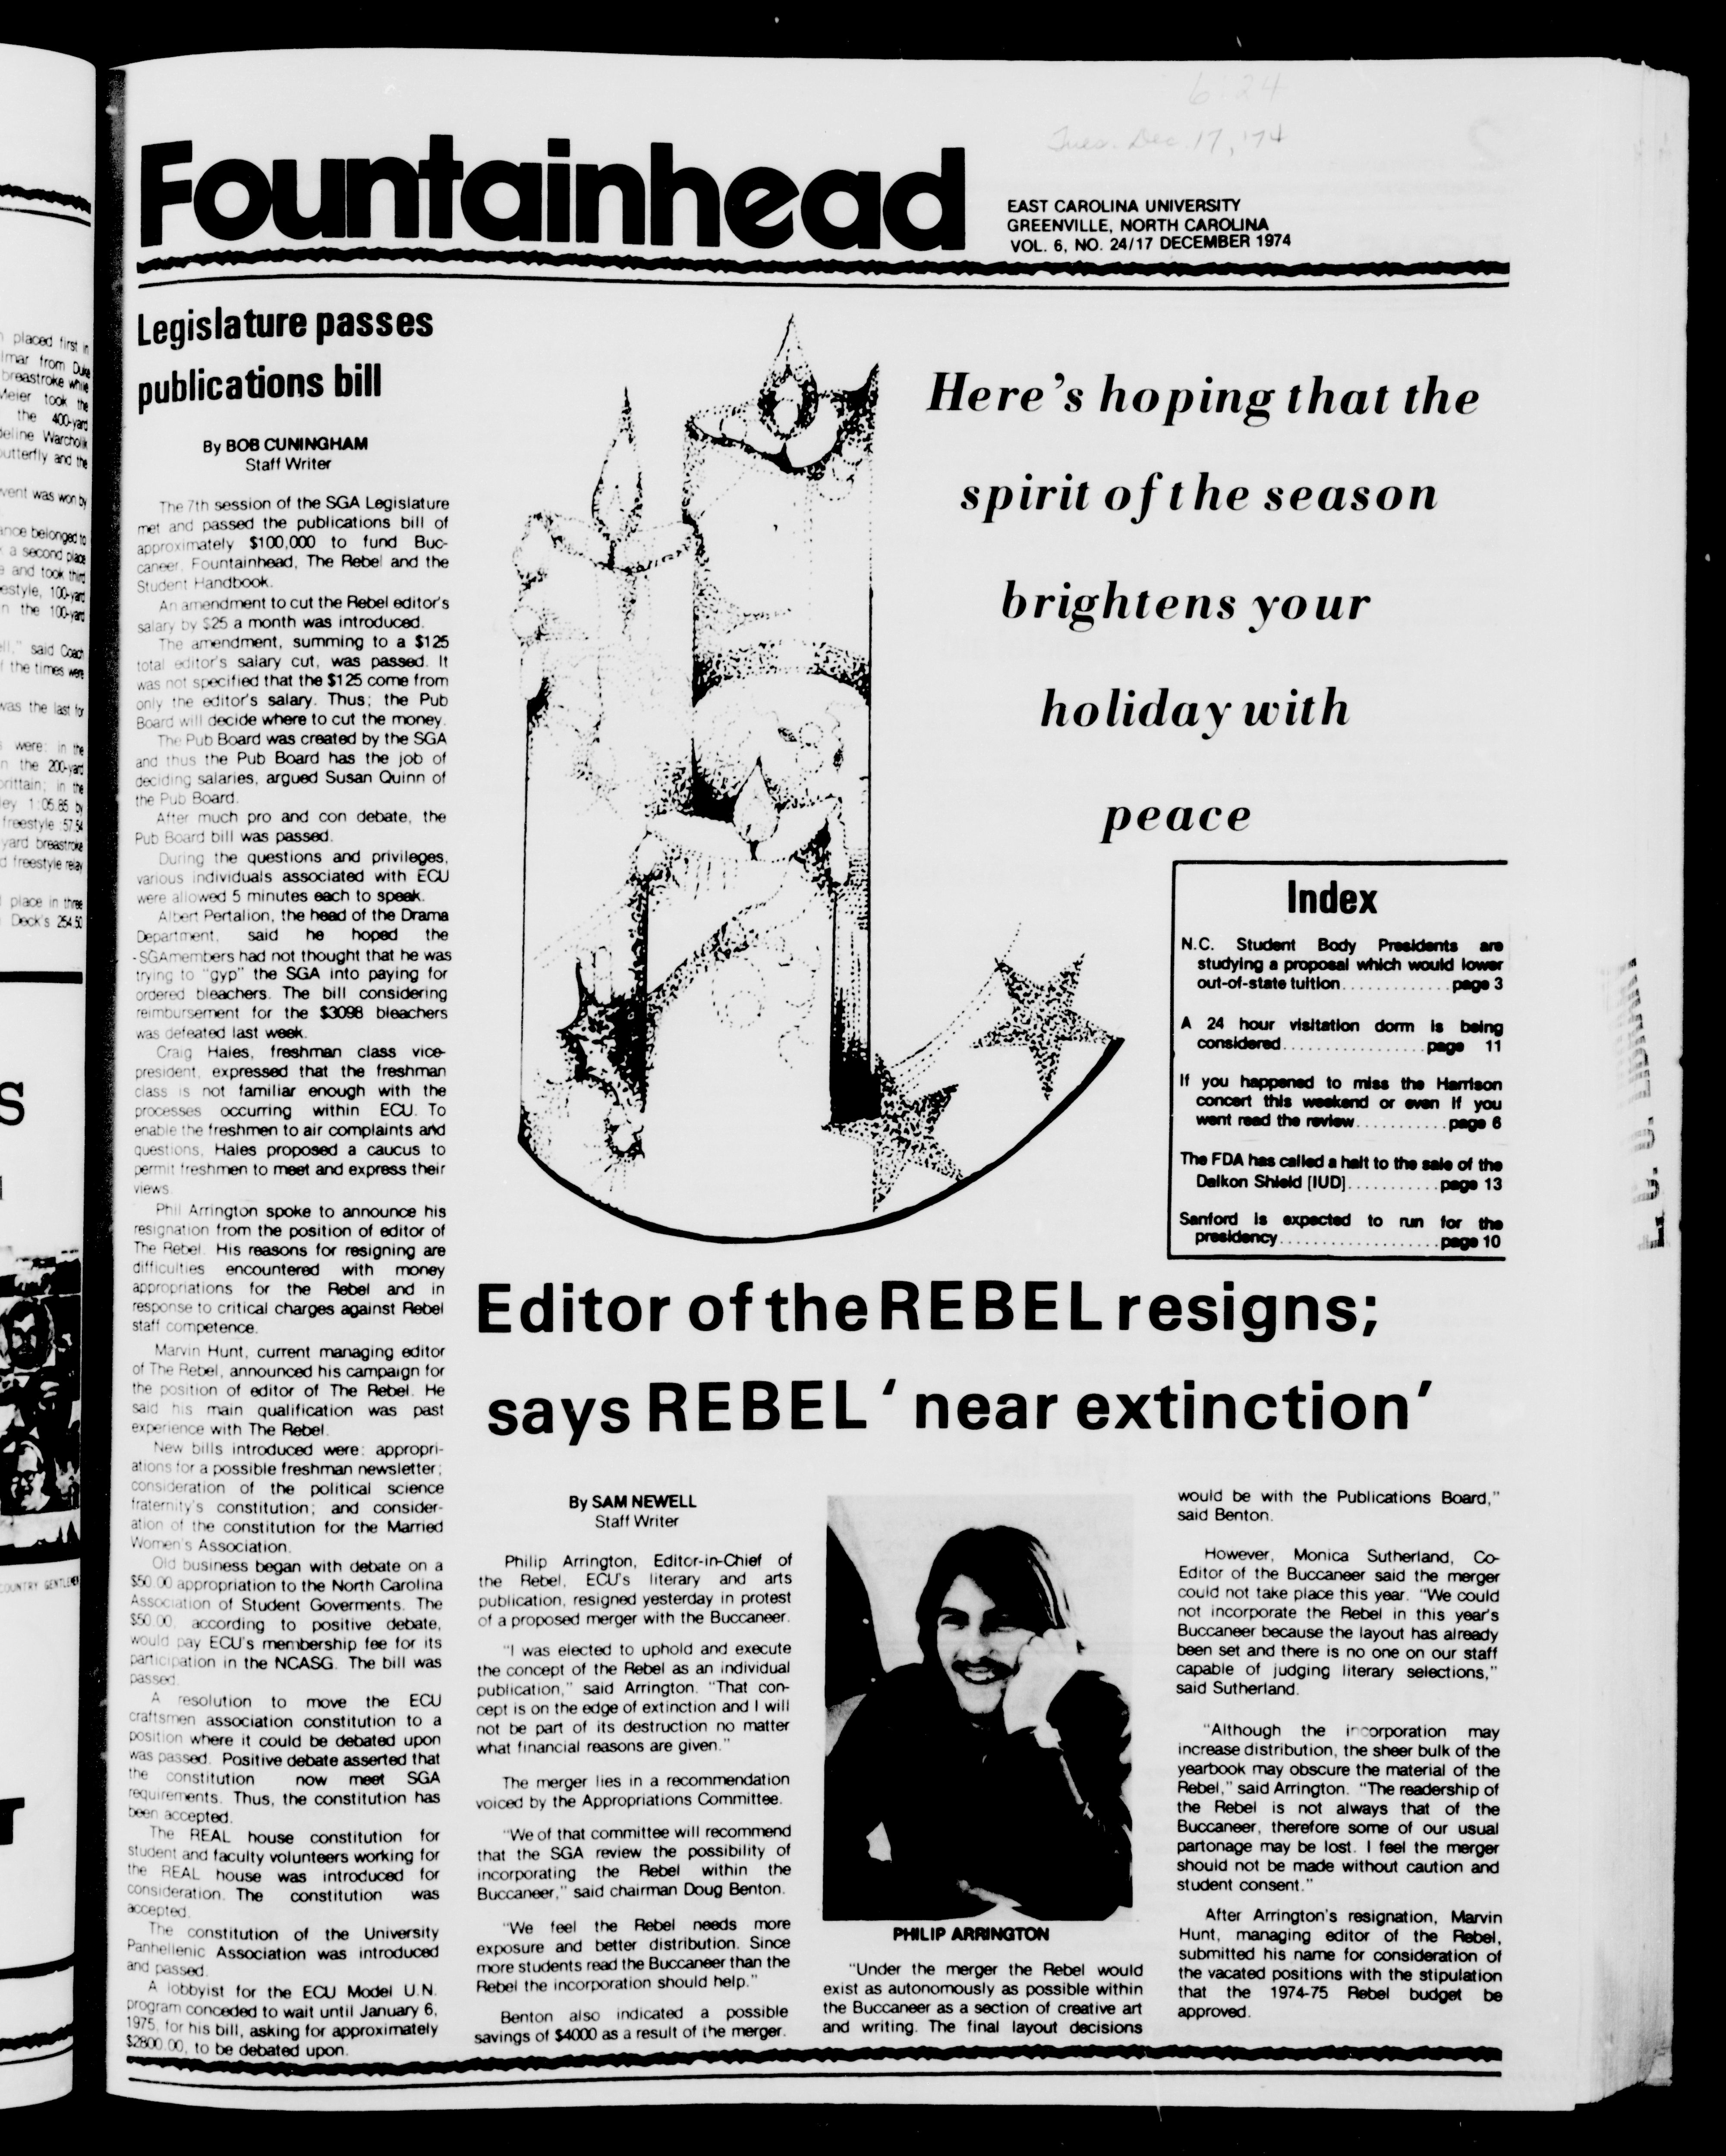 6:24
Tues. Dec. 17, '74
Fountainhead
EAST CAROLINA UNIVERSITY
GREENVILLE, NORTH CAROLINA
VOL. 6, NO. 24/17 DECEMBER 1974
Legislature passes
publications bill
By BOB CUNINGHAM
Staff Writer
The 7th session of the SGA Legislature
met and passed the publications bill of
approximately $100,000 to fund Buc-
caneer, Fountainhead, The Rebel and the
Student Handbook.
An amendment to cut the Rebel editor's
salary by $25 a month was introduced.
The amendment, summing to a $125
total editor's salary cut, was passed. It
was not specified that the $125 come from
only the editor's salary. Thus; the Pub
Board will decide where to cut the money.
The Pub Board was created by the SGA
and thus the Pub Board has the job of
deciding salaries, argued Susan Quinn of
the Pub Board.
After much pro and con debate, the
Pub Board bill was passed.
During the questions and privileges,
various individuals associated with ECU
were allowed 5 minutes each to speak.
Albert Pertalion, the head of the Drama
Department, said he hoped the
-SGAmembers had not thought that he was
trying to "gyp" the SGA into paying for
ordered bleachers. The bill considering
reimbursement for the $3098 bleachers
was defeated last week.
Craig Hales, freshman class vice-
president, expressed that the freshman
class is not familiar enough with the
processes occurring within ECU. To
enable the freshmen to air complaints and
questions, Hales proposed a caucus to
permit freshmen to meet and express their
views.
Phil Arrington spoke to announce his
resignation from the position of editor of
The Rebel. His reasons for resigning are
difficulties encountered with money
appropriations for the Rebel and in
response to critical charges against Rebel
staff competence.
Marvin Hunt, current managing editor
of The Rebel, announced his campaign for
the position of editor of The Rebel. He
said his main qualification was past
experience with The Rebel.
New bills introduced were: appropri-
ations for a possible freshman newsletter;
consideration of the political science
fraternity's constitution; and consider-
ation of the constitution for the Married
Women's Association.
Old business began with debate on a
$50.00 appropriation to the North Carolina
Association of Student Goverments. The
$50.00, according to positive debate,
would pay ECU's membership fee for its
participation in the NCASG. The bill was
passed.
A resolution to move the ECU
craftsmen association constitution to a
position where it could be debated upon
was passed. Positive debate asserted that
the constitution now meet SGA
requirements. Thus, the constitution has
been accepted.
The REAL house constitution for
student and faculty volunteers working for
the REAL house was introduced for
consideration. The constitution was
accepted.
The constitution of the University
Panhellenic Association was introduced
and passed.
A lobbyist for the ECU Model U.N.
program conceded to wait until January 6,
1975, for his bill, asking for approximately
$2800.00, to be debated upon.
Here's hoping that the
spirit of the season
brightens your
holiday with
peace
Index
N.C. Student Body Presidents are
studying a proposal which would lower
out-of-state tuition.............page 3
A 24 hour visitation dorm is being
considered.................page 11
If you happened to miss the Harrison
concert this weekend or even if you
went read the review...........page 6
The FDA has called a halt to the sale of the
Dalkon Shield [IUD]...........page 13
Sanford is expected to run for the
presidency...................page 10
Editor of the REBEL resigns;
says REBEL 'near extinction'
By SAM NEWELL
Staff Writer
Philip Arrington, Editor-in-Chief of
the Rebel, ECU's literary and arts
publication, resigned yesterday in protest
of a proposed merger with the Buccaneer.
"I was elected to uphold and execute
the concept of the Rebel as an individual
publication," said Arrington. "That con-
cept is on the edge of extinction and I will
not be part of its destruction no matter
what financial reasons are given."
The merger lies in a recommendation
voiced by the Appropriations Committee.
"We of that committee will recommend
that the SGA review the possibility of
incorporating the Rebel within the
Buccaneer," said chairman Doug Benton.
"We feel the Rebel needs more
exposure and better distribution. Since
more students read the Buccaneer than the
Rebel the incorporation should help."
Benton also indicated a possible
savings of $4000 as a result of the merger.
PHILIP ARRINGTON
"Under the merger the Rebel would
exist as autonomously as possible within
the Buccaneer as a section of creative art
and writing. The final layout decisions
would be with the Publications Board,"
said Benton.
However, Monica Sutherland, Co-
Editor of the Buccaneer said the merger
could not take place this year. "We could
not incorporate the Rebel in this year's
Buccaneer because the layout has already
been set and there is no one on our staff
capable of judging literary selections,"
said Sutherland.
"Although the incorporation may
increase distribution, the sheer bulk of the
yearbook may obscure the material of the
Rebel," said Arrington. "The readership of
the Rebel is not always that of the
Buccaneer, therefore some of our usual
partonage may be lost. I feel the merger
should not be made without caution and
student consent."
After Arrington's resignation, Marvin
Hunt, managing editor of the Rebel,
submitted his name for consideration of
the vacated positions with the stipulation
that the 1974-75 Rebel budget be
approved.